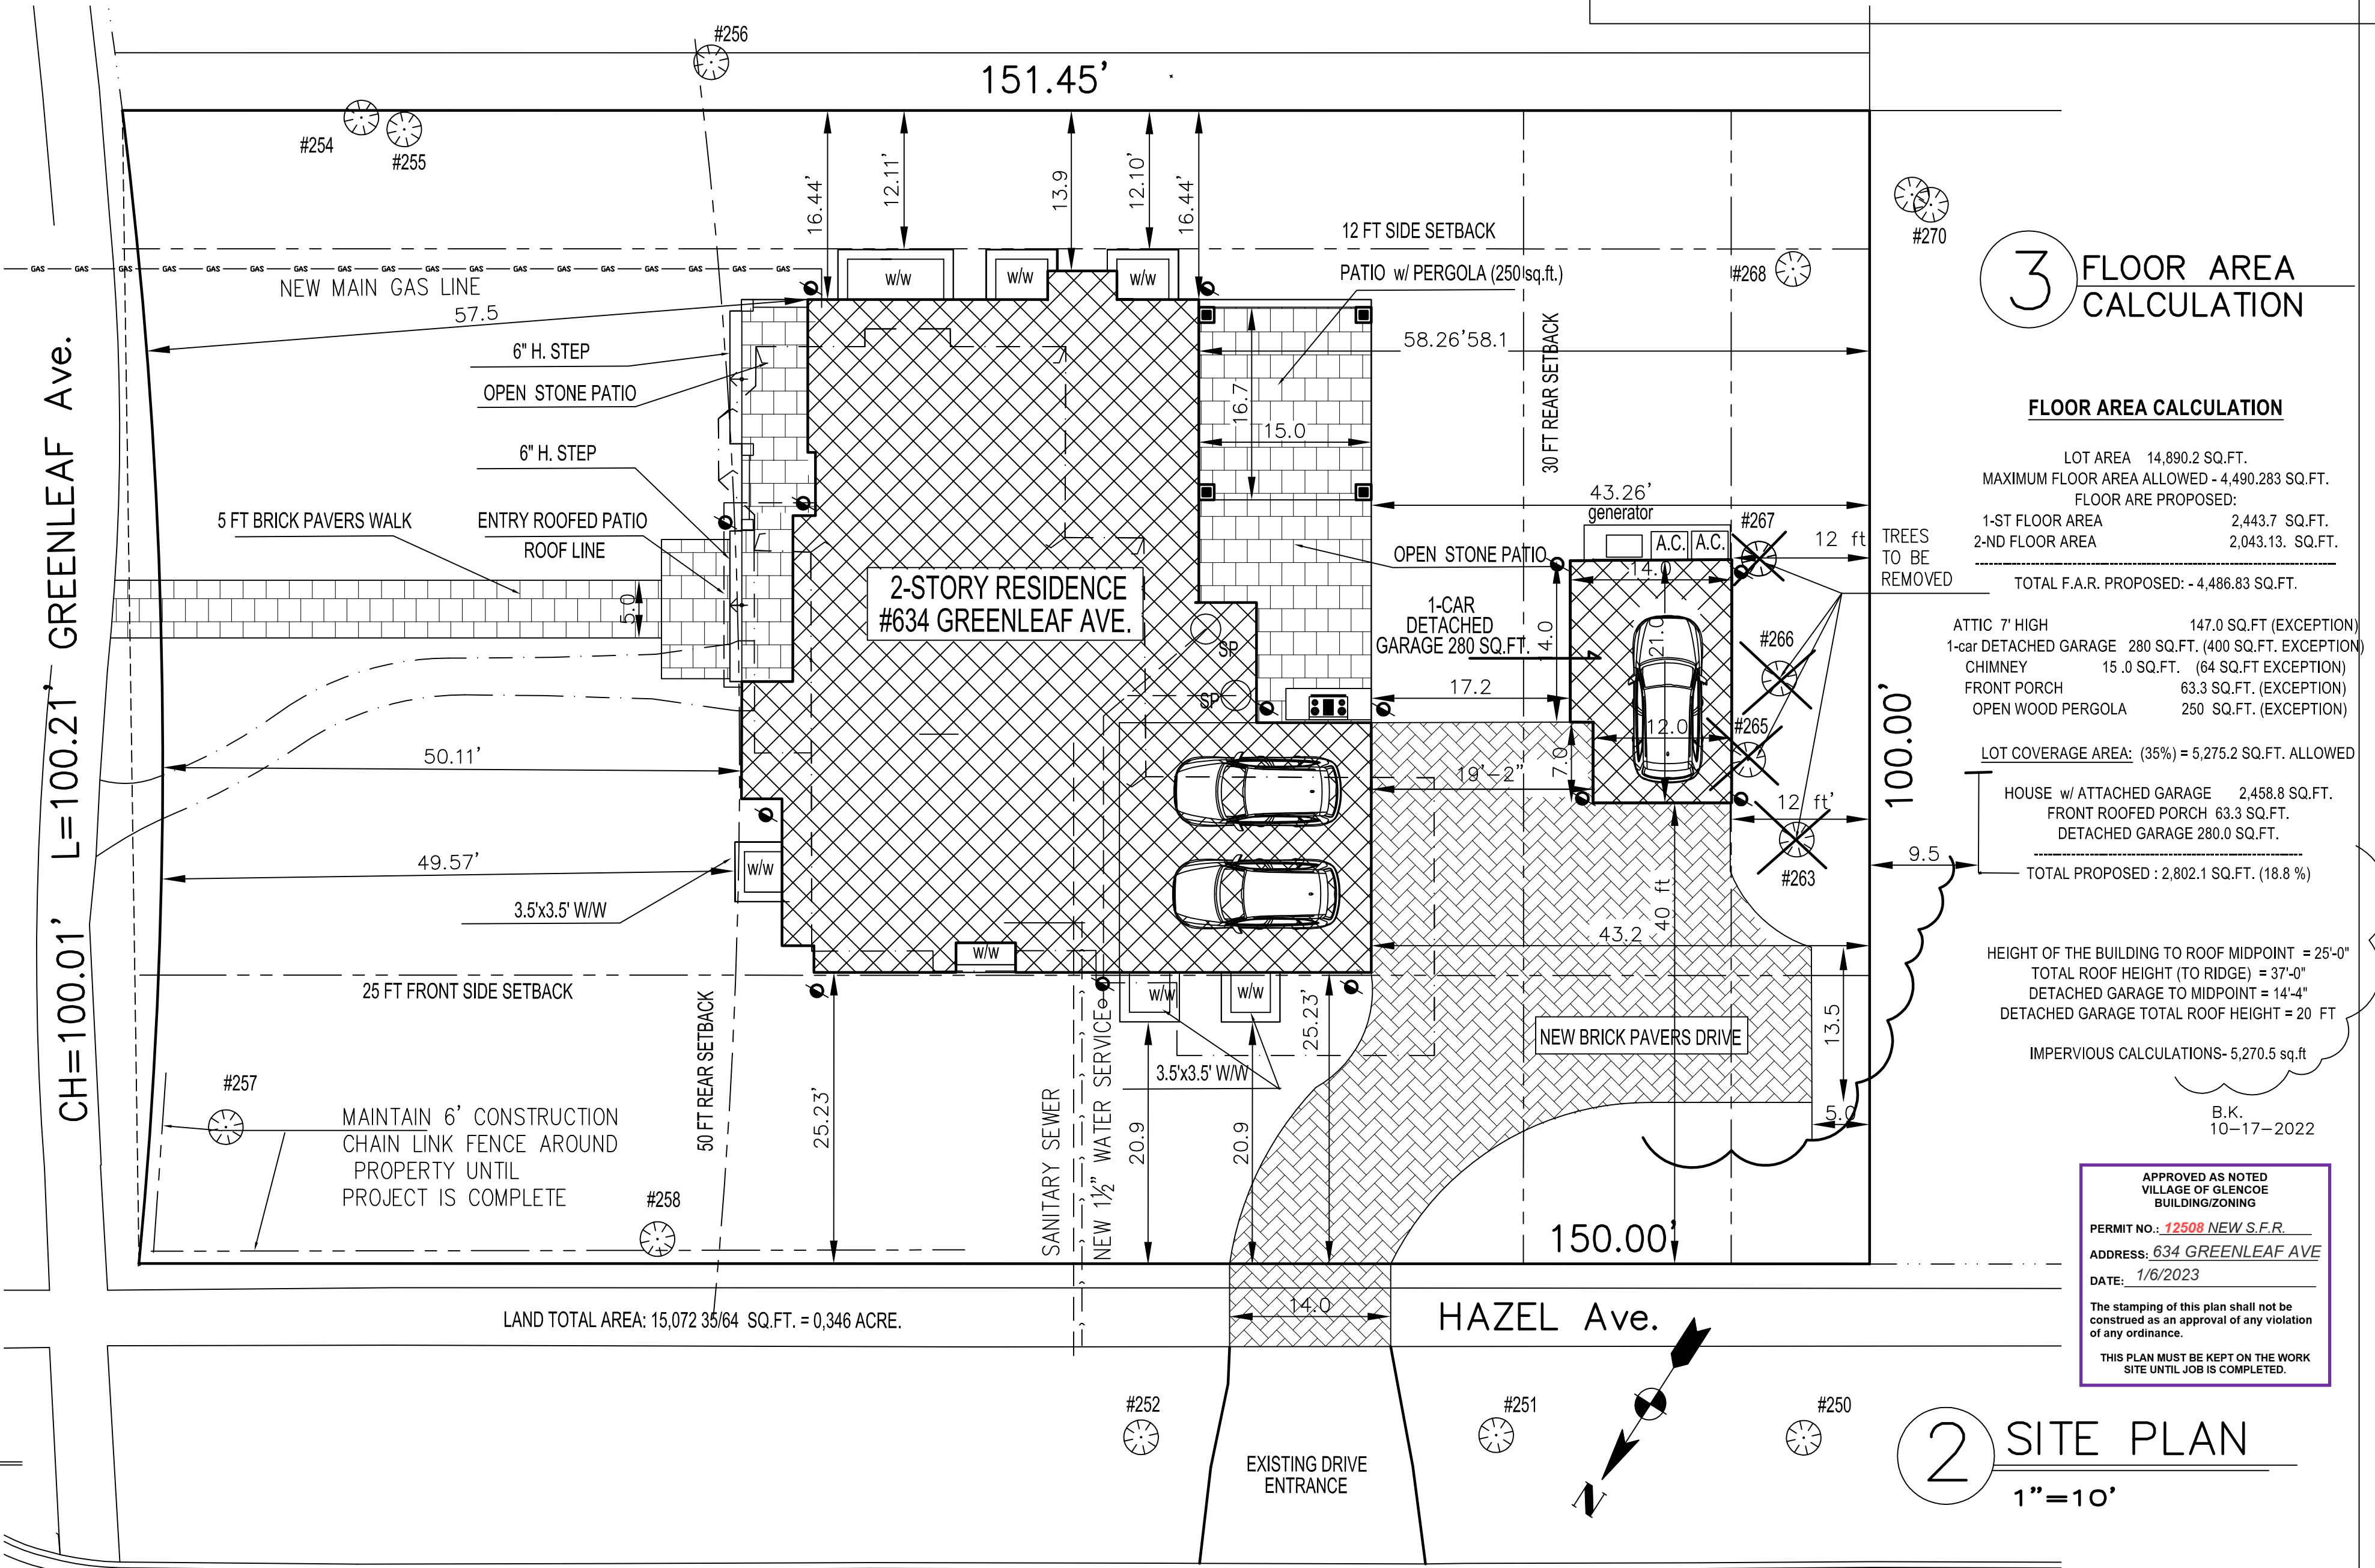 #256
151.45'
#254
#255
16.44'
12.11'
13.9
12.10'
16.44'
12 FT SIDE SETBACK
PATIO w/ PERGOLA (250 sq.ft.)
#268
#270
GAS GAS GAS GAS GAS GAS GAS GAS GAS GAS GAS GAS GAS GAS GAS GAS GAS GAS
NEW MAIN GAS LINE
W/W
W/W
W/W
57.5
6" H. STEP
OPEN STONE PATIO
6" H. STEP
5 FT BRICK PAVERS WALK
ENTRY ROOFED PATIO
ROOF LINE
5.0
GREENLEAF Ave.
L=100.21'
CH=100.01'
58.26'58.1
30 FT REAR SETBACK
16.7
15.0
43.26'
generator
A.C.
A.C.
#267
12 ft
TREES
TO BE
REMOVED
OPEN STONE PATIO
14.0
2-STORY RESIDENCE
#634 GREENLEAF AVE.
1-CAR
DETACHED
GARAGE 280 SQ.FT.
14.0
21.0
#266
SP
SP
17.2
12.0
#265
7.0
19'-2"
12 ft'
100.00'
50.11'
49.57'
W/W
3.5'x3.5' W/W
#263
9.5
40 ft
43.2
W/W
25 FT FRONT SIDE SETBACK
W/W
W/W
50 FT REAR SETBACK
25.23'
SANITARY SEWER
NEW 1½" WATER SERVICE
20.9
3.5'x3.5' W/W
20.9
25.23'
NEW BRICK PAVERS DRIVE
13.5
5.0
#257
MAINTAIN 6' CONSTRUCTION
CHAIN LINK FENCE AROUND
PROPERTY UNTIL
PROJECT IS COMPLETE
#258
150.00'
LAND TOTAL AREA: 15,072 35/64 SQ.FT. = 0,346 ACRE.
14.0
HAZEL Ave.
#252
#251
#250
EXISTING DRIVE
ENTRANCE
N
3
FLOOR AREA
CALCULATION
FLOOR AREA CALCULATION
LOT AREA 14,890.2 SQ.FT.
MAXIMUM FLOOR AREA ALLOWED - 4,490.283 SQ.FT.
FLOOR ARE PROPOSED:
1-ST FLOOR AREA 2,443.7 SQ.FT.
2-ND FLOOR AREA 2,043.13. SQ.FT.
TOTAL F.A.R. PROPOSED: - 4,486.83 SQ.FT.
ATTIC 7' HIGH 147.0 SQ.FT (EXCEPTION)
1-car DETACHED GARAGE 280 SQ.FT. (400 SQ.FT. EXCEPTION)
CHIMNEY 15 .0 SQ.FT. (64 SQ.FT EXCEPTION)
FRONT PORCH 63.3 SQ.FT. (EXCEPTION)
OPEN WOOD PERGOLA 250 SQ.FT. (EXCEPTION)
LOT COVERAGE AREA: (35%) = 5,275.2 SQ.FT. ALLOWED
HOUSE w/ ATTACHED GARAGE 2,458.8 SQ.FT.
FRONT ROOFED PORCH 63.3 SQ.FT.
DETACHED GARAGE 280.0 SQ.FT.
TOTAL PROPOSED : 2,802.1 SQ.FT. (18.8 %)
HEIGHT OF THE BUILDING TO ROOF MIDPOINT = 25'-0"
TOTAL ROOF HEIGHT (TO RIDGE) = 37'-0"
DETACHED GARAGE TO MIDPOINT = 14'-4"
DETACHED GARAGE TOTAL ROOF HEIGHT = 20 FT
IMPERVIOUS CALCULATIONS- 5,270.5 sq.ft
B.K.
10-17-2022
APPROVED AS NOTED
VILLAGE OF GLENCOE
BUILDING/ZONING
PERMIT NO.: 12508 NEW S.F.R.
ADDRESS: 634 GREENLEAF AVE
DATE: 1/6/2023
The stamping of this plan shall not be
construed as an approval of any violation
of any ordinance.
THIS PLAN MUST BE KEPT ON THE WORK
SITE UNTIL JOB IS COMPLETED.
2
SITE PLAN
1"=10'